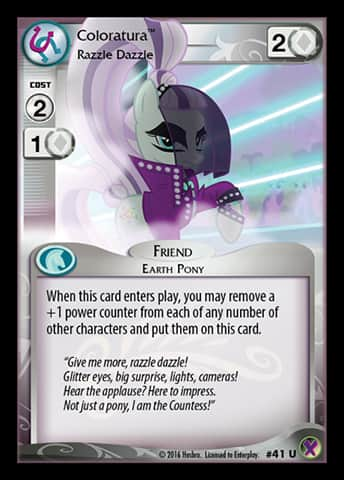 Coloratura™
Razzle Dazzle
2
COST
2
1
FRIEND
EARTH PONY
When this card enters play, you may remove a
+1 power counter from each of any number of
other characters and put them on this card.
“Give me more, razzle dazzle!
Glitter eyes, big surprise, lights, cameras!
Hear the applause? Here to impress.
Not just a pony, I am the Countess!”
© 2016 Hasbro. Licensed to Enterplay. #41 U